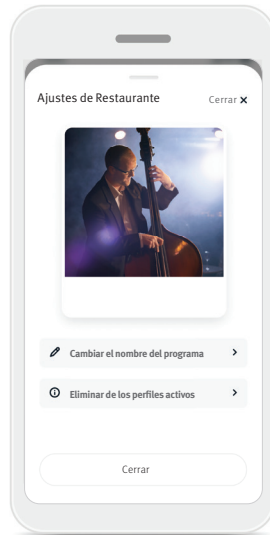 Ajustes de Restaurante
Cerrar ×
Cambiar el nombre del programa
Eliminar de los perfiles activos
Cerrar